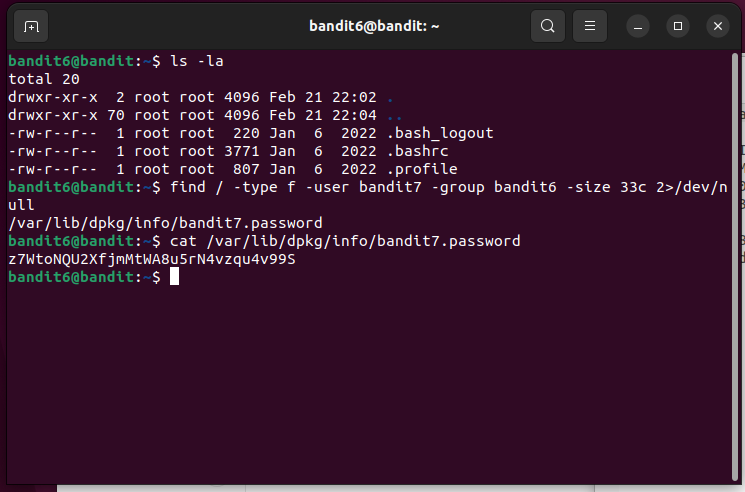 bandit6@bandit: ~
bandit6@bandit:~$ ls -la
total 20
drwxr-xr-x  2 root root 4096 Feb 21 22:02 .
drwxr-xr-x 70 root root 4096 Feb 21 22:04 ..
-rw-r--r--  1 root root  220 Jan  6  2022 .bash_logout
-rw-r--r--  1 root root 3771 Jan  6  2022 .bashrc
-rw-r--r--  1 root root  807 Jan  6  2022 .profile
bandit6@bandit:~$ find / -type f -user bandit7 -group bandit6 -size 33c 2>/dev/n
ull
/var/lib/dpkg/info/bandit7.password
bandit6@bandit:~$ cat /var/lib/dpkg/info/bandit7.password
z7WtoNQU2XfjmMtWA8u5rN4vzqu4v99S
bandit6@bandit:~$